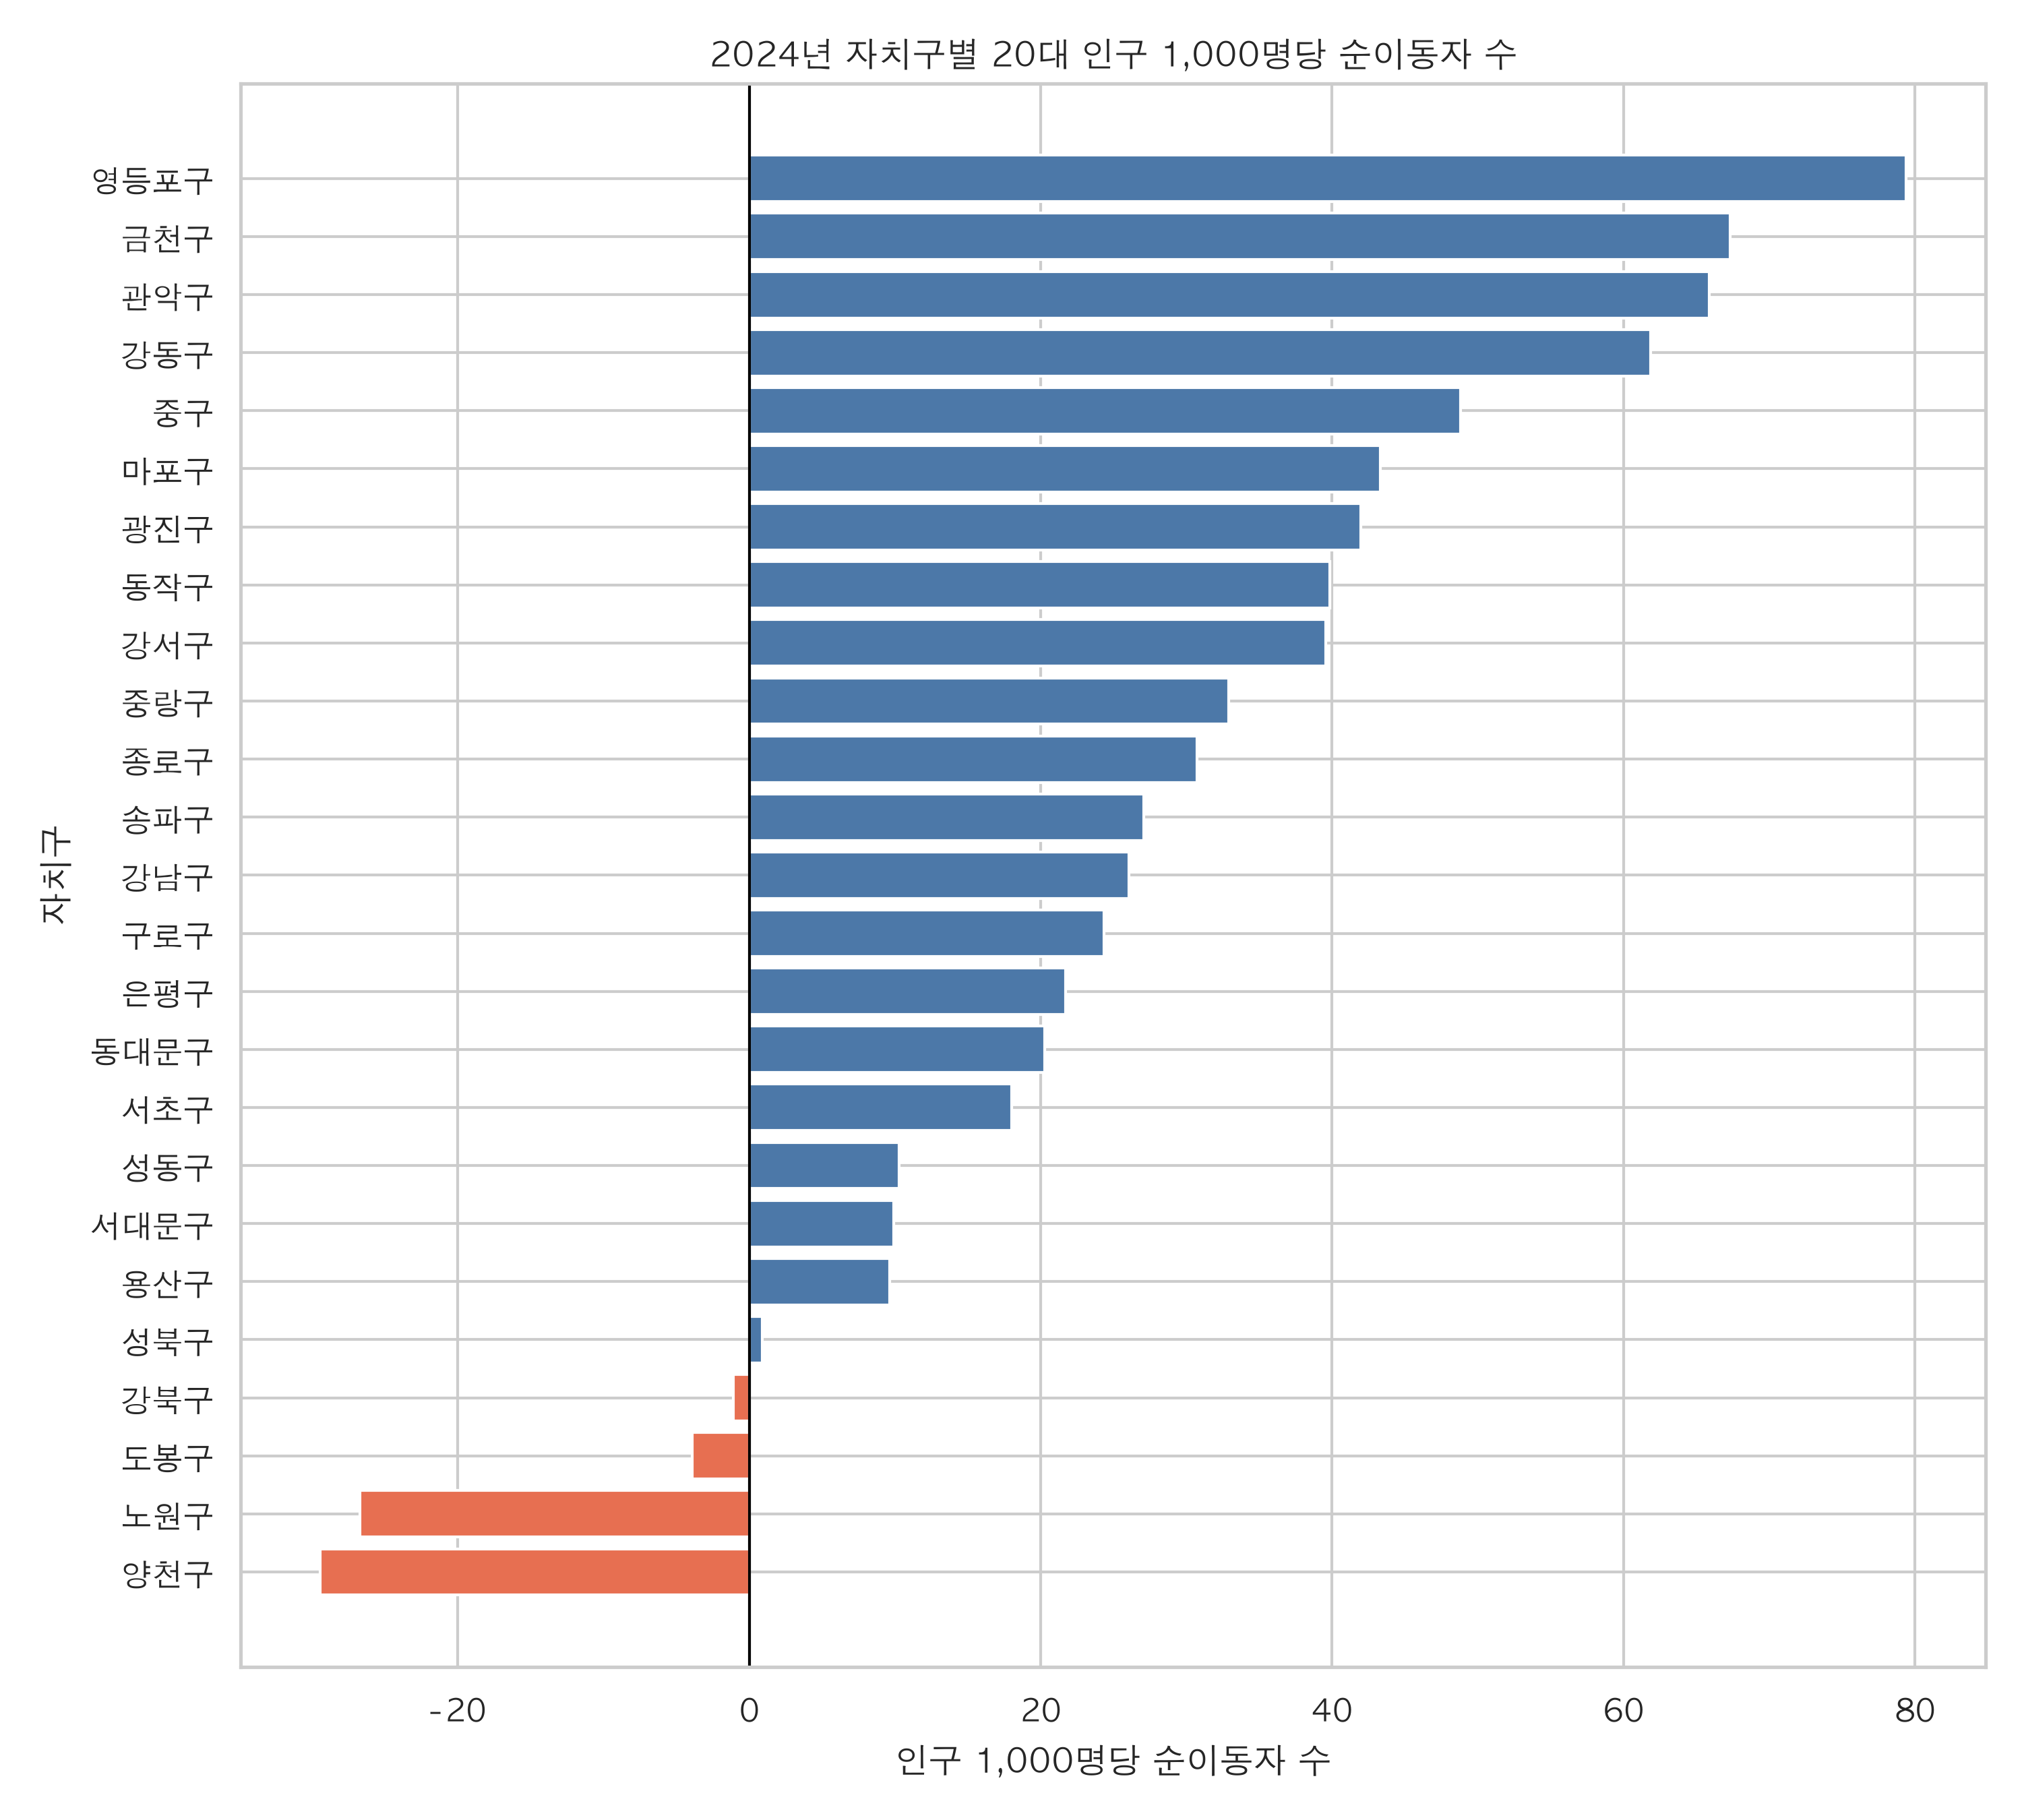 2024년 자치구별 20대 인구 1,000명당 순이동자 수
영등포구
금천구
관악구
강동구
중구
마포구
광진구
동작구
강서구
중랑구
종로구
송파구
강남구
구로구
은평구
동대문구
서초구
성동구
서대문구
용산구
성북구
강북구
도봉구
노원구
양천구
자치구
-20 0 20 40 60 80
인구 1,000명당 순이동자 수